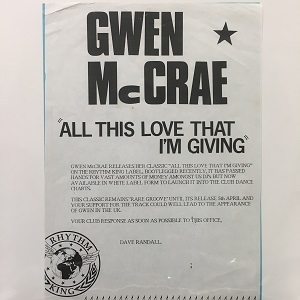 GWEN
McCRAE
"ALL THIS LOVE THAT
I'M GIVING"
GWEN McCRAE RELEASES HER CLASSIC "ALL THIS LOVE I'M GIVING"
ON THE RHYTHM KING LABEL, BOOTLEGGED RECENTLY, IT HAS PASSED
HANDS FOR VAST AMOUNTS OF MONEY AMONGST UK DJ's BUT NOW
AVAILABLE IN WHITE LABEL FORM TO LAUNCH IT INTO THE CLUB DANCE
CHARTS.
THIS CLASSIC REMAINS 'RARE GROOVE' UNTIL ITS RELEASE 5th APRIL AND
YOUR SUPPORT FOR THE TRACK COULD WELL LEAD TO THE APPEARANCE
OF GWEN IN THE UK.
YOUR CLUB RESPONSE AS SOON AS POSSIBLE TO THIS OFFICE,
DAVE RANDALL.
RHYTHM
KING